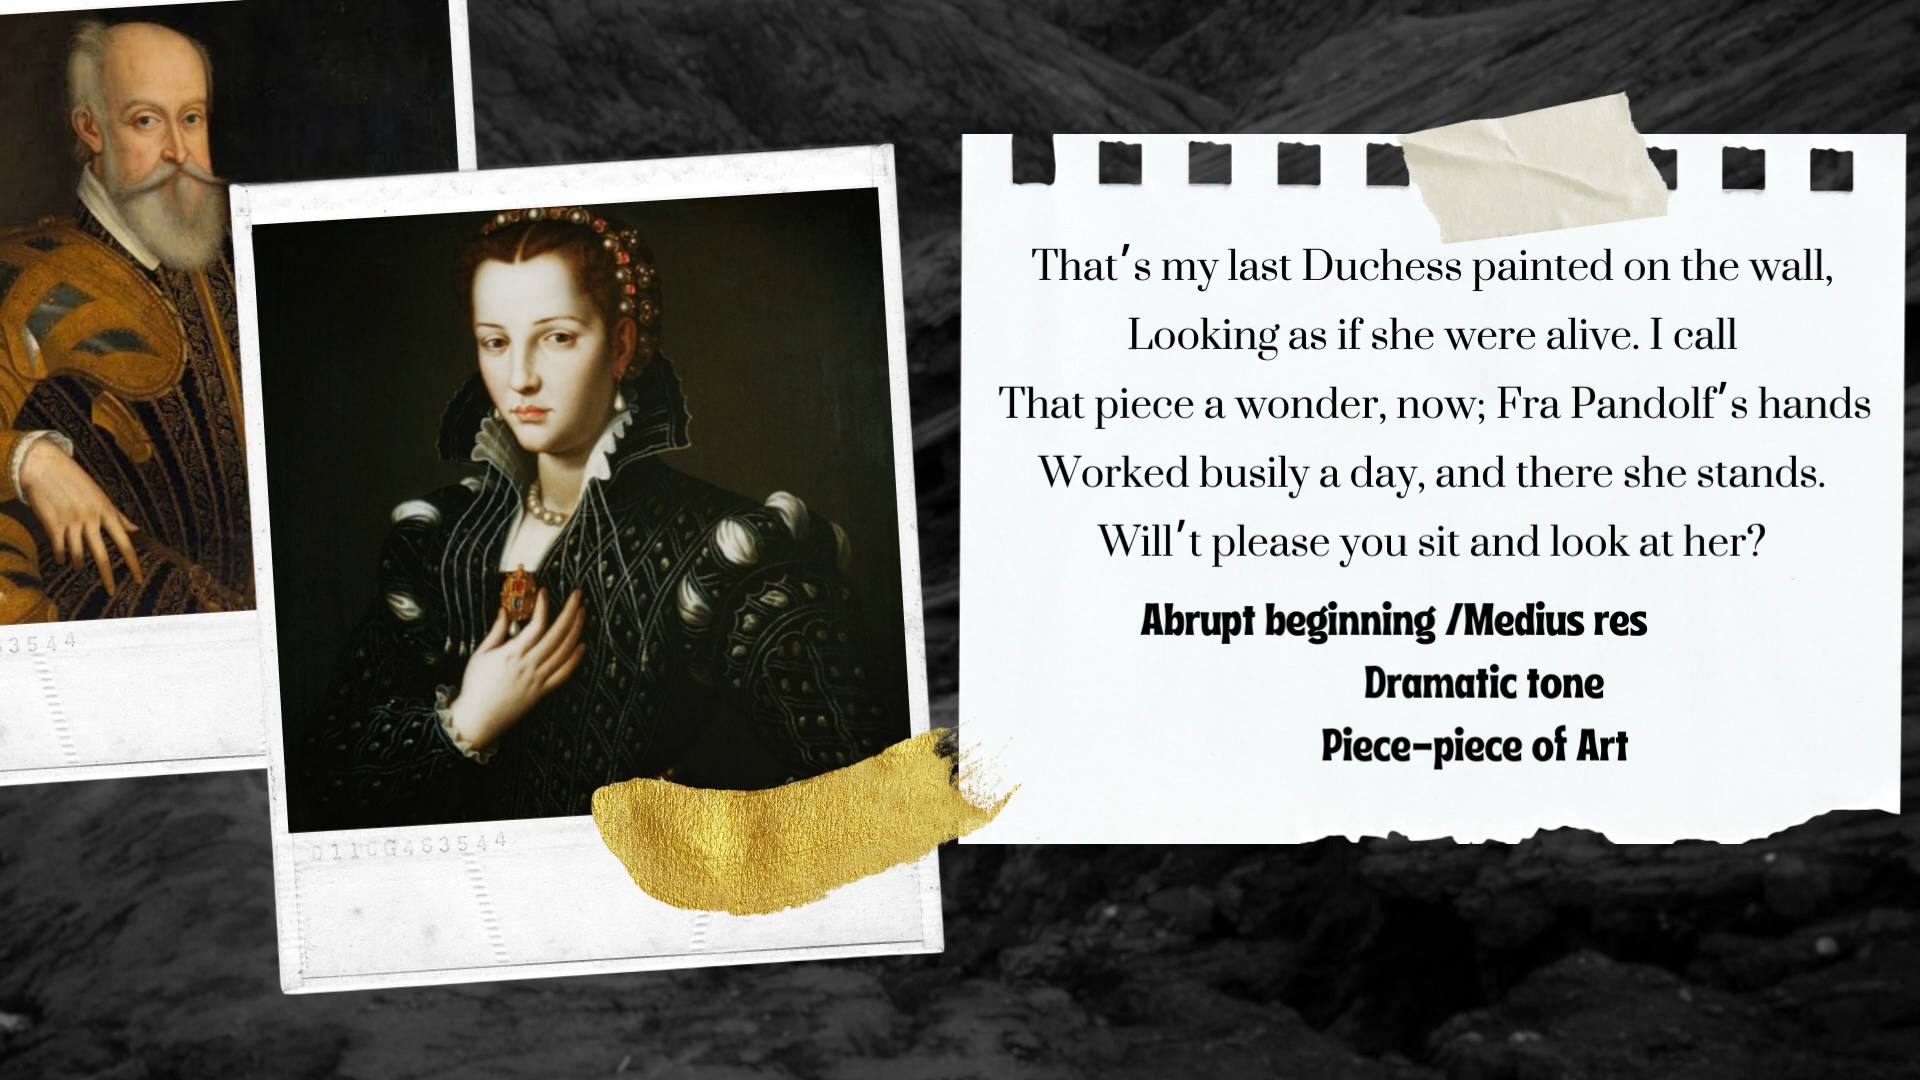 That's my last Duchess painted on the wall,
Looking as if she were alive. I call
That piece a wonder, now; Fra Pandolf's hands
Worked busily a day, and there she stands.
Will't please you sit and look at her?
Abrupt beginning /Medius res
Dramatic tone
Piece-piece of Art
63544
0110G463544